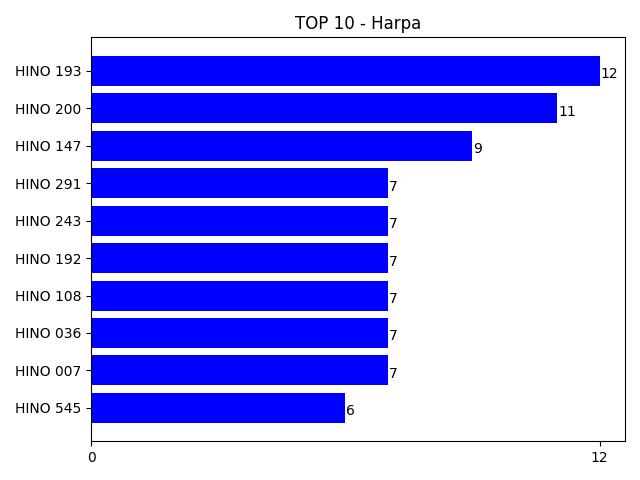 TOP 10 - Harpa
HINO 193 12
HINO 200 11
HINO 147 9
HINO 291 7
HINO 243 7
HINO 192 7
HINO 108 7
HINO 036 7
HINO 007 7
HINO 545 6
0 12